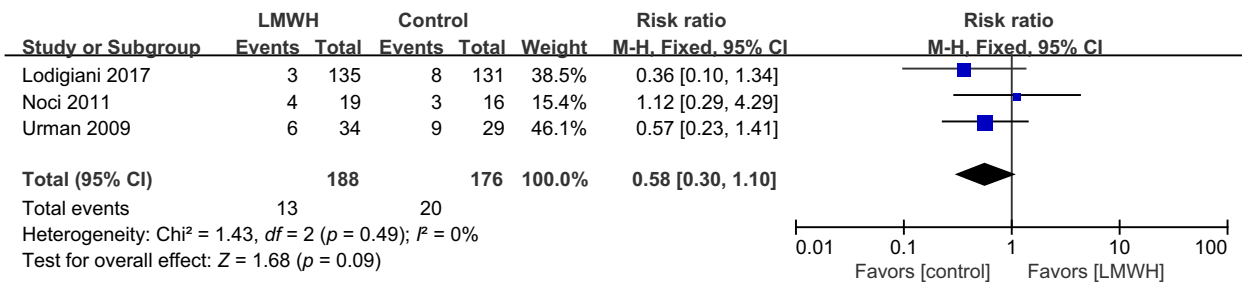 LMWH Control Risk ratio Risk ratio
Study or Subgroup Events Total Events Total Weight M-H, Fixed, 95% CI M-H, Fixed, 95% CI
Lodigiani 2017 3 135 8 131 38.5% 0.36 [0.10, 1.34]
Noci 2011 4 19 3 16 15.4% 1.12 [0.29, 4.29]
Urman 2009 6 34 9 29 46.1% 0.57 [0.23, 1.41]
Total (95% CI) 188 176 100.0% 0.58 [0.30, 1.10]
Total events 13 20
Heterogeneity: Chi² = 1.43, df = 2 (p = 0.49); I² = 0%
Test for overall effect: Z = 1.68 (p = 0.09)
0.01 0.1 1 10 100
Favors [control] Favors [LMWH]